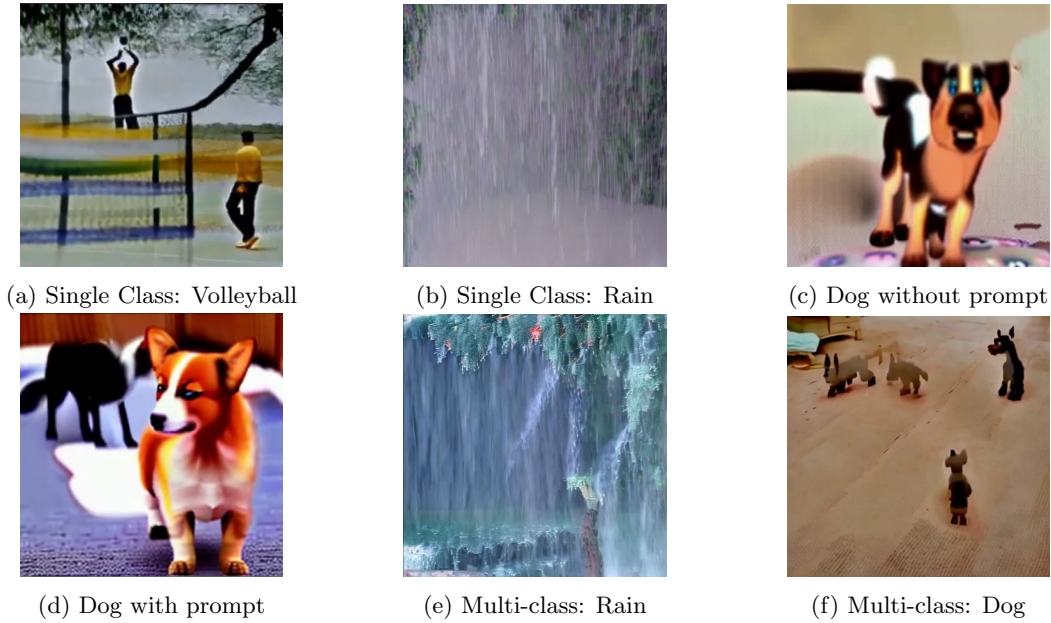 (a) Single Class: Volleyball
(b) Single Class: Rain
(c) Dog without prompt
(d) Dog with prompt
(e) Multi-class: Rain
(f) Multi-class: Dog